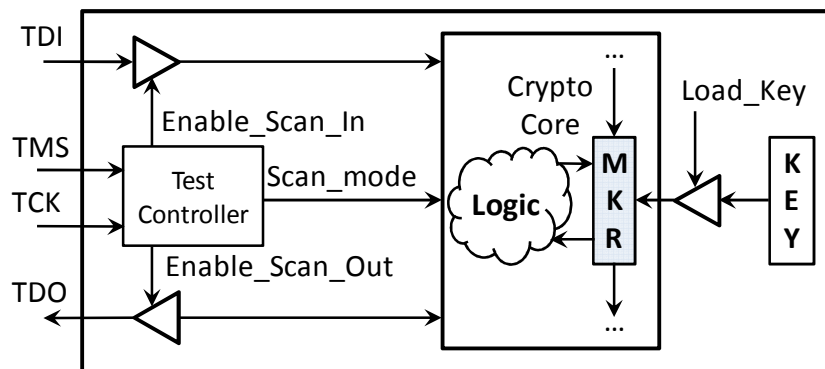 TDI
...
Enable_Scan_In
Crypto
Core
Load_Key
TMS
Test
Controller
Scan_mode
TCK
Logic
M
K
R
K
E
Y
Enable_Scan_Out
TDO
...